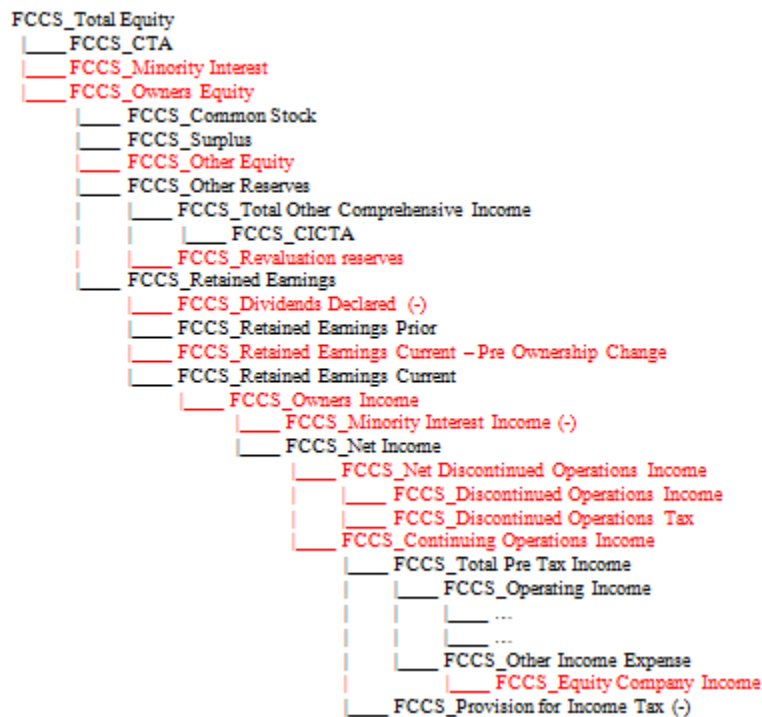 FCCS_Total Equity
FCCS_CTA
FCCS_Minority Interest
FCCS_Owners Equity
FCCS_Common Stock
FCCS_Surplus
FCCS_Other Equity
FCCS_Other Reserves
FCCS_Total Other Comprehensive Income
FCCS_CICTA
FCCS_Revaluation reserves
FCCS_Retained Earnings
FCCS_Dividends Declared (-)
FCCS_Retained Earnings Prior
FCCS_Retained Earnings Current – Pre Ownership Change
FCCS_Retained Earnings Current
FCCS_Owners Income
FCCS_Minority Interest Income (-)
FCCS_Net Income
FCCS_Net Discontinued Operations Income
FCCS_Discontinued Operations Income
FCCS_Discontinued Operations Tax
FCCS_Continuing Operations Income
FCCS_Total Pre Tax Income
FCCS_Operating Income
...
...
FCCS_Other Income Expense
FCCS_Equity Company Income
FCCS_Provision for Income Tax (-)